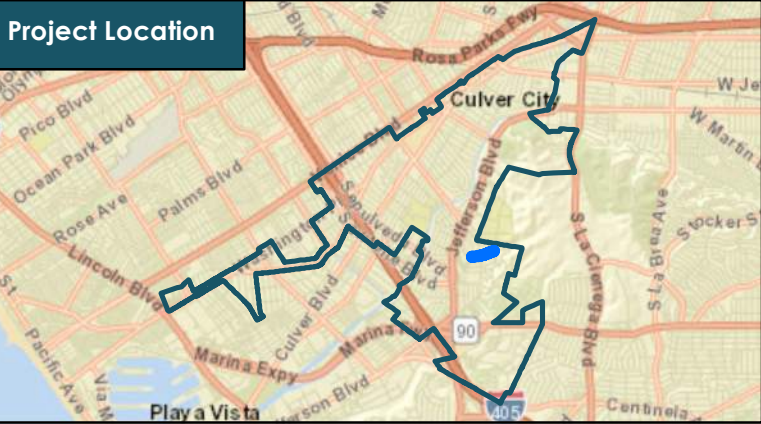 Project Location
Rosa Parks Fwy
Culver City
W Je
W Martin
Pico Blvd
Ocean Park Blvd
Palms Blvd
Rose Ave
Lincoln Blvd
Washington
Sepulveda Blvd
Jefferson Blvd
Stocker S
S La Brea Ave
S La Cienega Blvd
St
Pacific Ave
Via M
Culver Blvd
Marina Fwy
90
Marina Expy
Playa Vista
erson Blvd
405
Centinela